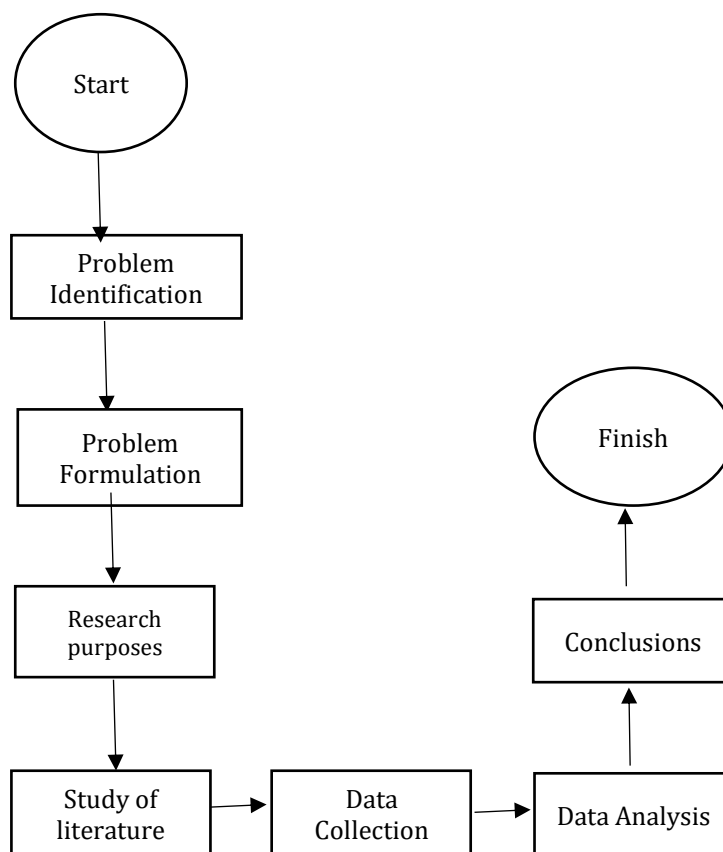 Start
Problem
Identification
Problem
Formulation
Research
purposes
Study of
literature
Data
Collection
Data Analysis
Conclusions
Finish